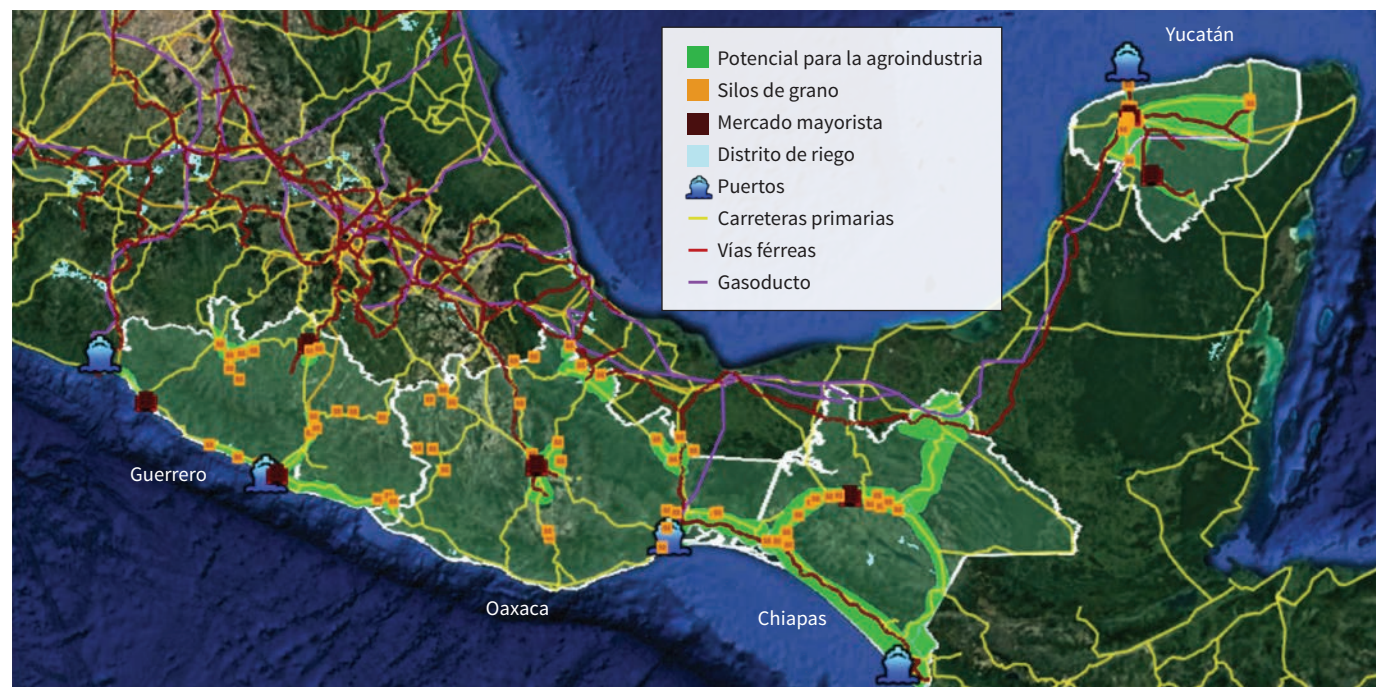 Yucatán
Potencial para la agroindustria
Silos de grano
Mercado mayorista
Distrito de riego
Puertos
Carreteras primarias
Vías férreas
Gasoducto
Guerrero
Oaxaca
Chiapas